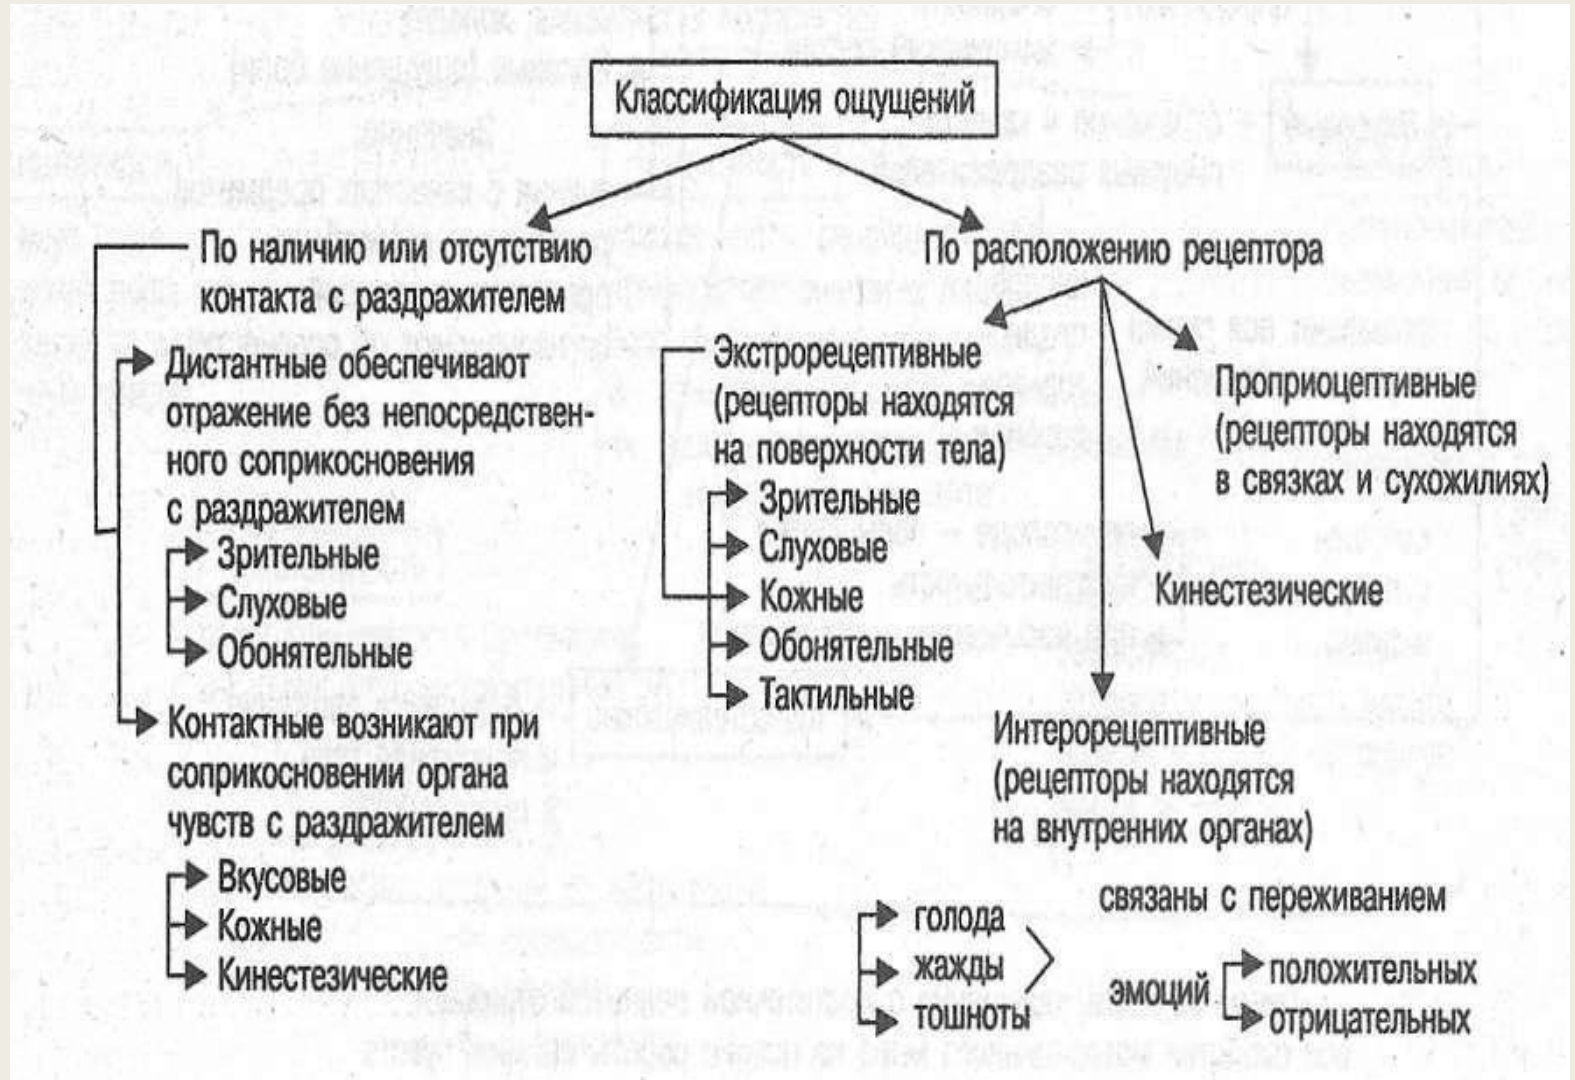 Классификация ощущений
По наличию или отсутствию
контакта с раздражителем
Дистантные обеспечивают
отражение без непосредствен-
ного соприкосновения
с раздражителем
Зрительные
Слуховые
Обонятельные
Контактные возникают при
соприкосновении органа
чувств с раздражителем
Вкусовые
Кожные
Кинестезические
По расположению рецептора
Экстрорецептивные
(рецепторы находятся
на поверхности тела)
Зрительные
Слуховые
Кожные
Обонятельные
Тактильные
Проприоцептивные
(рецепторы находятся
в связках и сухожилиях)
Кинестезические
Интерорецептивные
(рецепторы находятся
на внутренних органах)
голода
жажды
тошноты
связаны с переживанием
эмоций
положительных
отрицательных